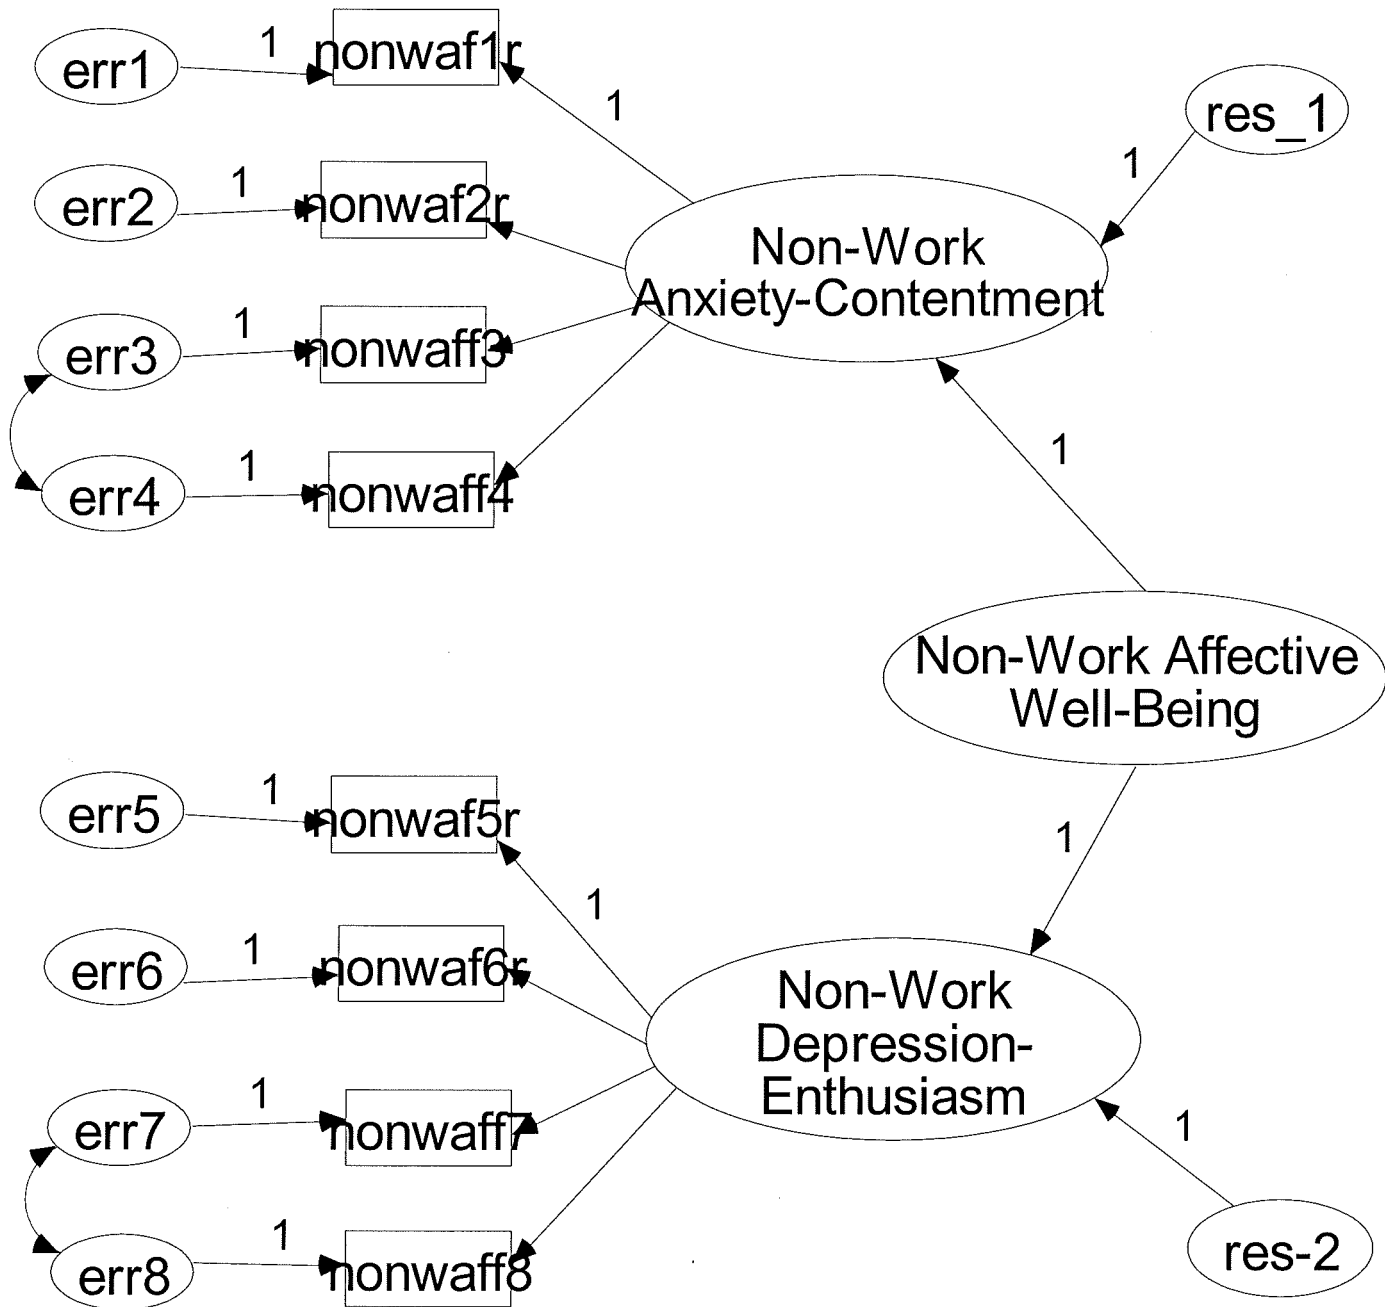 err1
1
nonwaf1r
1
res_1
1
err2
1
nonwaf2r
Non-Work
Anxiety-Contentment
err3
1
nonwaff3
err4
1
nonwaff4
1
Non-Work Affective
Well-Being
err5
1
nonwaf5r
1
1
err6
1
nonwaf6r
Non-Work
Depression-
Enthusiasm
err7
1
nonwaff7
1
err8
1
nonwaff8
res-2